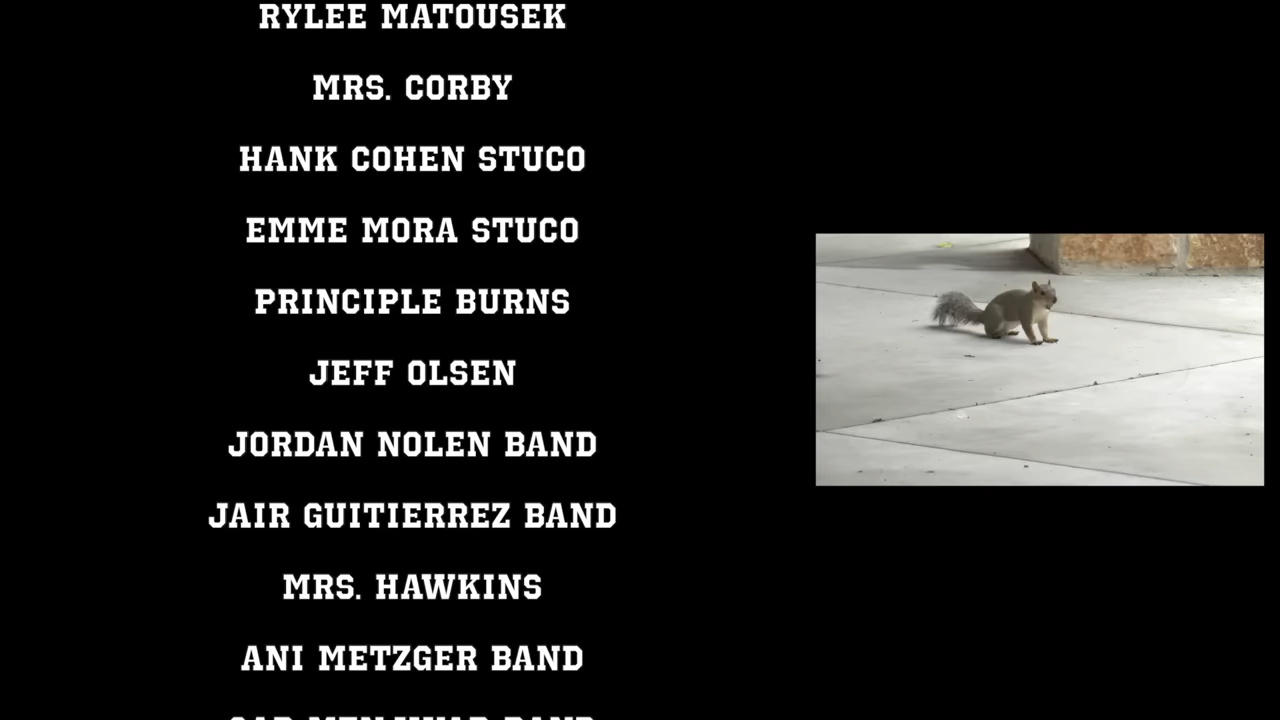 RYLEE MATOUSEK
MRS. CORBY
HANK COHEN STUCO
EMME MORA STUCO
PRINCIPLE BURNS
JEFF OLSEN
JORDAN NOLEN BAND
JAIR GUITIERREZ BAND
MRS. HAWKINS
ANI METZGER BAND